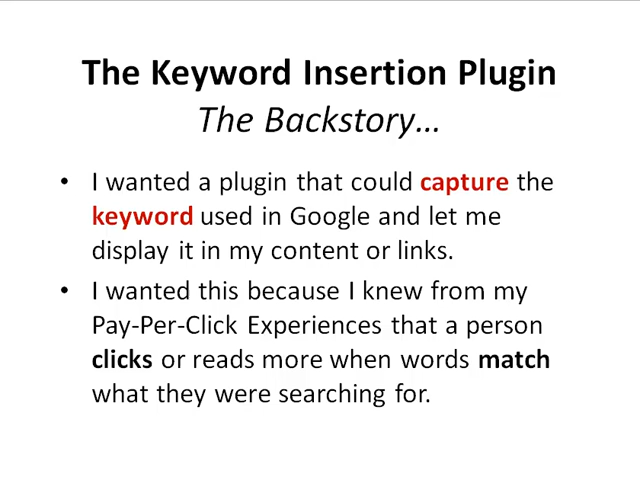 The Keyword Insertion Plugin
The Backstory…
• I wanted a plugin that could capture the
keyword used in Google and let me
display it in my content or links.
• I wanted this because I knew from my
Pay-Per-Click Experiences that a person
clicks or reads more when words match
what they were searching for.